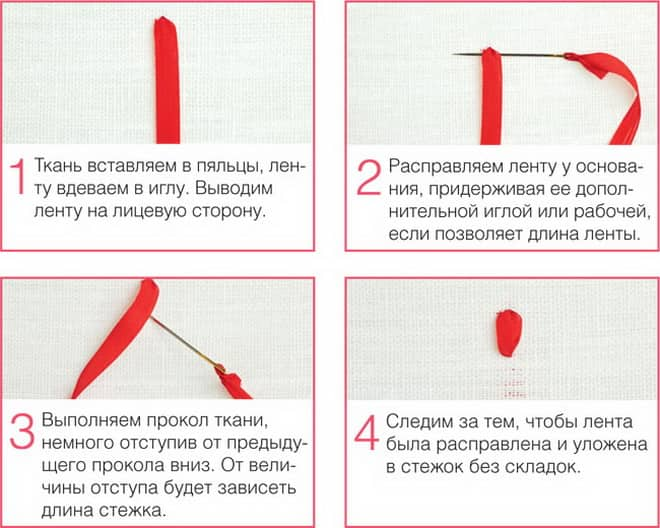 1
Ткань вставляем в пяльцы, лен-
ту вдеваем в иглу. Выводим
ленту на лицевую сторону.
2
Расправляем ленту у основа-
ния, придерживая ее допол-
нительной иглой или рабочей,
если позволяет длина ленты.
3
Выполняем прокол ткани,
немного отступив от предыду-
щего прокола вниз. От вели-
чины отступа будет зависеть
длина стежка.
4
Следим за тем, чтобы лента
была расправлена и уложена
в стежок без складок.